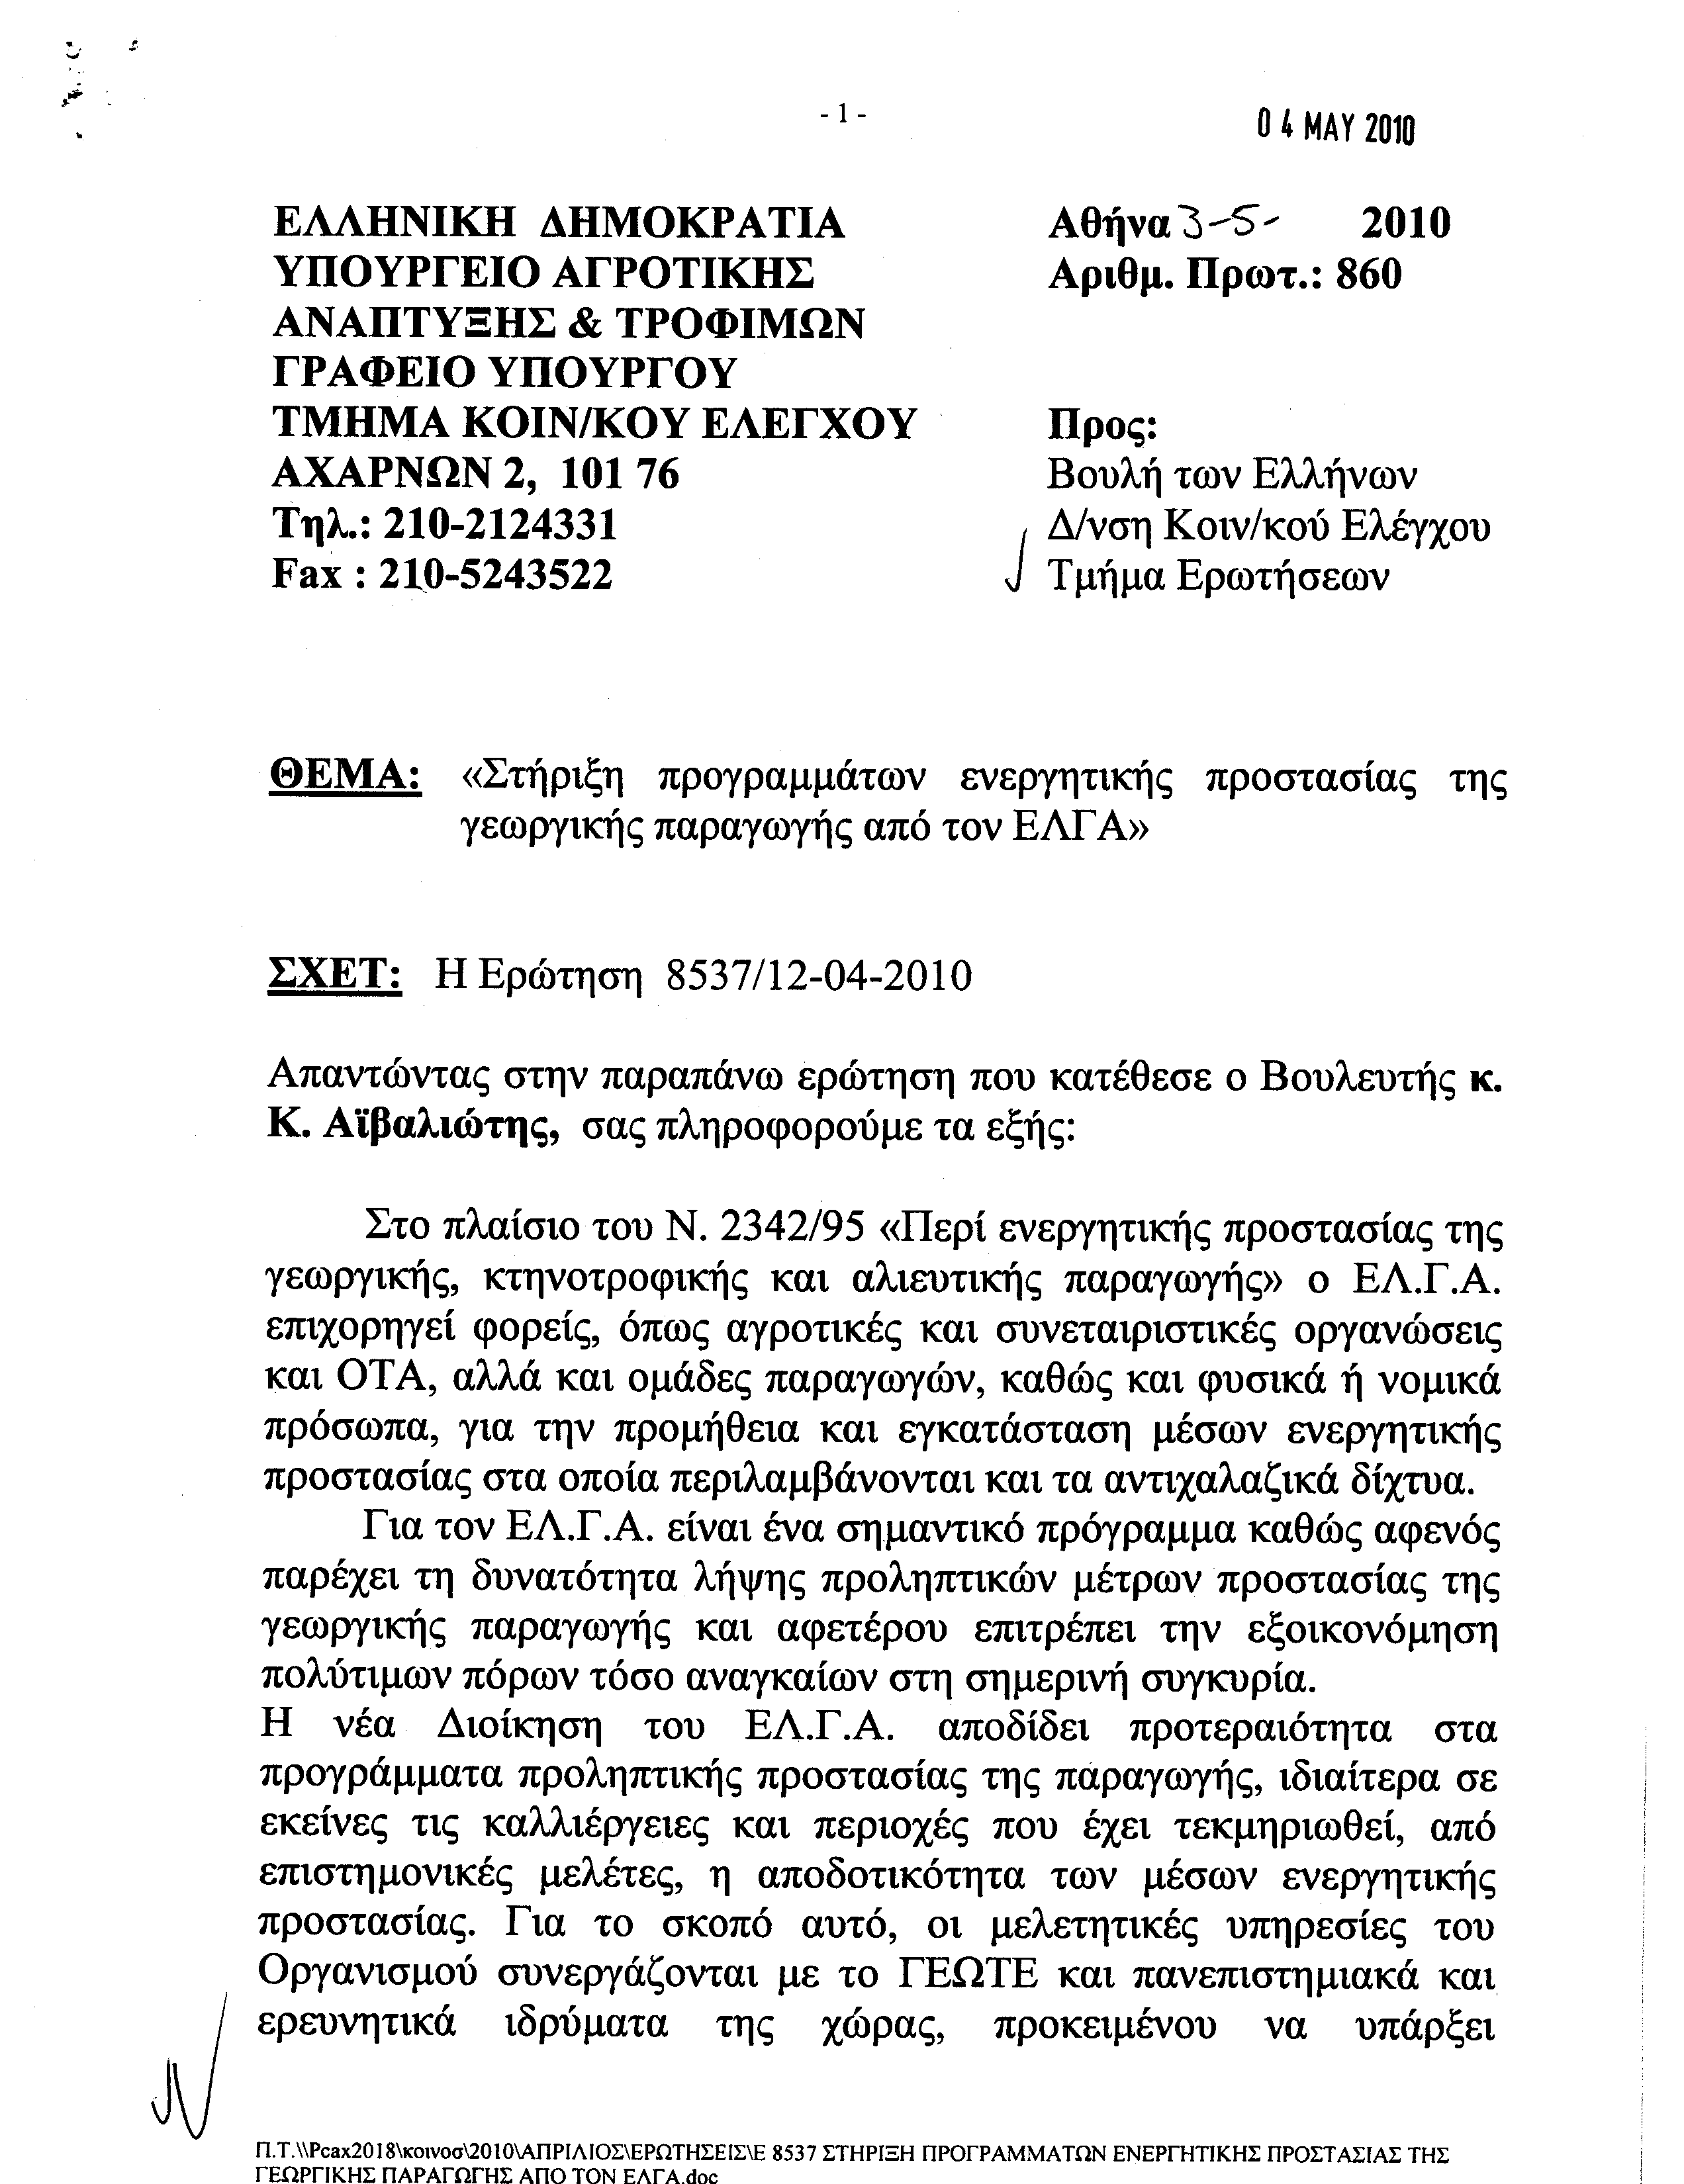 - 1 -
0 4 MAY 2010
ΕΛΛΗΝΙΚΗ ΔΗΜΟΚΡΑΤΙΑ
ΥΠΟΥΡΓΕΙΟ ΑΓΡΟΤΙΚΗΣ
ΑΝΑΠΤΥΞΗΣ & ΤΡΟΦΙΜΩΝ
ΓΡΑΦΕΙΟ ΥΠΟΥΡΓΟΥ
ΤΜΗΜΑ ΚΟΙΝ/ΚΟΥ ΕΛΕΓΧΟΥ
ΑΧΑΡΝΩΝ 2, 101 76
Τηλ.: 210-2124331
Fax : 210-5243522
Αθήνα 3-5- 2010
Αριθμ. Πρωτ.: 860
Προς:
Βουλή των Ελλήνων
Δ/νση Κοιν/κού Ελέγχου
Τμήμα Ερωτήσεων
ΘΕΜΑ: «Στήριξη προγραμμάτων ενεργητικής προστασίας της
γεωργικής παραγωγής από τον ΕΛΓΑ»
ΣΧΕΤ: Η Ερώτηση 8537/12-04-2010
Απαντώντας στην παραπάνω ερώτηση που κατέθεσε ο Βουλευτής κ.
Κ. Αϊβαλιώτης, σας πληροφορούμε τα εξής:
Στο πλαίσιο του Ν. 2342/95 «Περί ενεργητικής προστασίας της
γεωργικής, κτηνοτροφικής και αλιευτικής παραγωγής» ο ΕΛ.Γ.Α.
επιχορηγεί φορείς, όπως αγροτικές και συνεταιριστικές οργανώσεις
και ΟΤΑ, αλλά και ομάδες παραγωγών, καθώς και φυσικά ή νομικά
πρόσωπα, για την προμήθεια και εγκατάσταση μέσων ενεργητικής
προστασίας στα οποία περιλαμβάνονται και τα αντιχαλαζικά δίχτυα.
Για τον ΕΛ.Γ.Α. είναι ένα σημαντικό πρόγραμμα καθώς αφενός
παρέχει τη δυνατότητα λήψης προληπτικών μέτρων προστασίας της
γεωργικής παραγωγής και αφετέρου επιτρέπει την εξοικονόμηση
πολύτιμων πόρων τόσο αναγκαίων στη σημερινή συγκυρία.
Η νέα Διοίκηση του ΕΛ.Γ.Α. αποδίδει προτεραιότητα στα
προγράμματα προληπτικής προστασίας της παραγωγής, ιδιαίτερα σε
εκείνες τις καλλιέργειες και περιοχές που έχει τεκμηριωθεί, από
επιστημονικές μελέτες, η αποδοτικότητα των μέσων ενεργητικής
προστασίας. Για το σκοπό αυτό, οι μελετητικές υπηρεσίες του
Οργανισμού συνεργάζονται με το ΓΕΩΤΕ και πανεπιστημιακά και
ερευνητικά ιδρύματα της χώρας, προκειμένου να υπάρξει
Π.Τ.\\Pcax2018\κοινοσ\2010\ΑΠΡΙΛΙΟΣ\ΕΡΩΤΗΣΕΙΣ\Ε 8537 ΣΤΗΡΙΞΗ ΠΡΟΓΡΑΜΜΑΤΩΝ ΕΝΕΡΓΗΤΙΚΗΣ ΠΡΟΣΤΑΣΙΑΣ ΤΗΣ
ΓΕΩΡΓΙΚΗΣ ΠΑΡΑΓΩΓΗΣ ΑΠΟ ΤΟΝ ΕΛΓΑ.doc